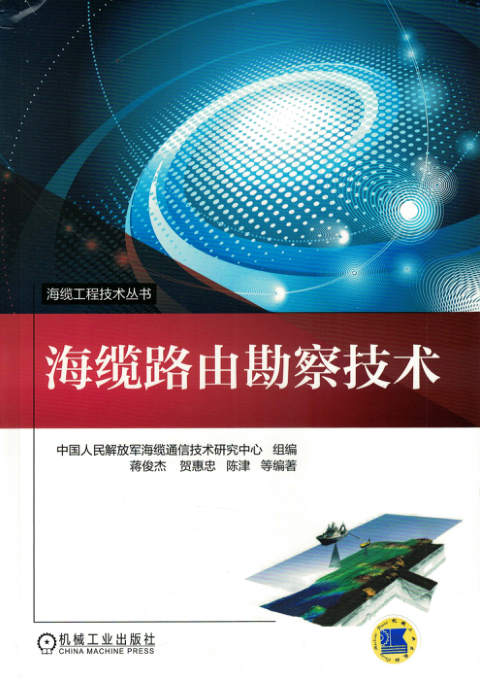 海缆工程技术丛书
海缆路由勘察技术
中国人民解放军海缆通信技术研究中心 组编
蒋俊杰 贺惠忠 陈津 等编著
机械工业出版社
CHINA MACHINE PRESS